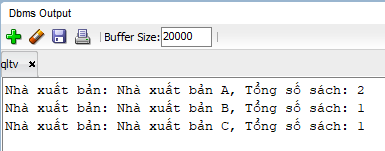 Dbms Output
Buffer Size: 20000
qltv
Nhà xuất bản: Nhà xuất bản A, Tổng số sách: 2
Nhà xuất bản: Nhà xuất bản B, Tổng số sách: 1
Nhà xuất bản: Nhà xuất bản C, Tổng số sách: 1